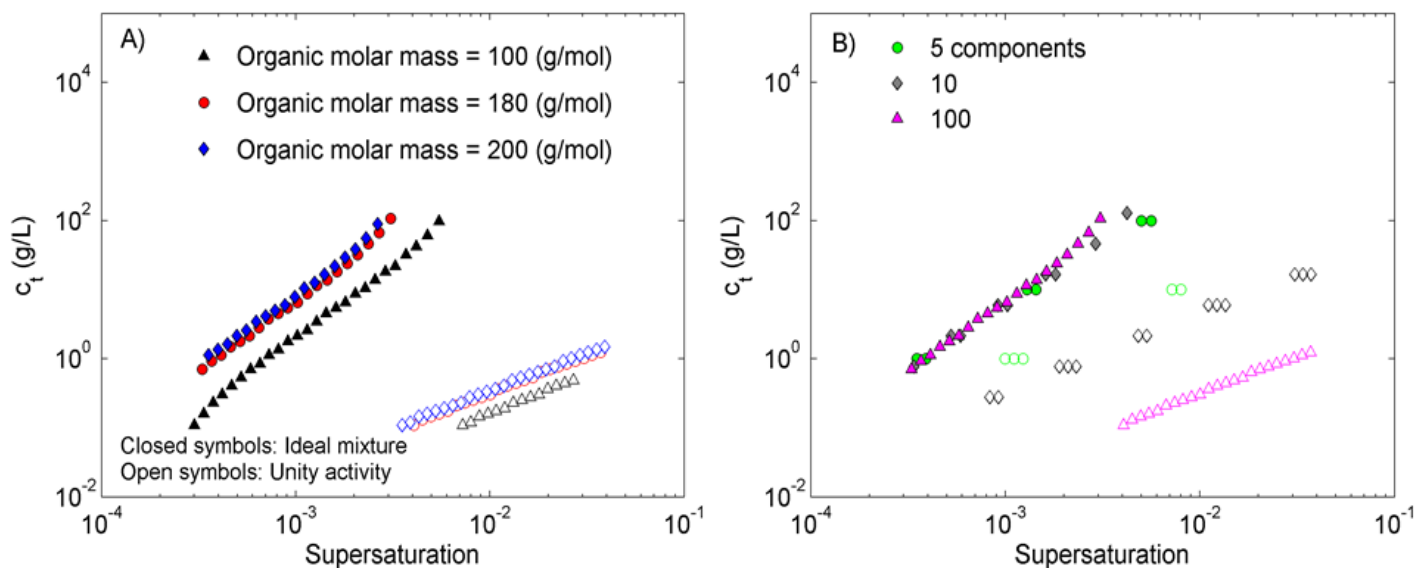 A)
Organic molar mass = 100 (g/mol)
Organic molar mass = 180 (g/mol)
Organic molar mass = 200 (g/mol)
Closed symbols: Ideal mixture
Open symbols: Unity activity
c_t (g/L)
10^4
10^2
10^0
10^-2
10^-4
10^-3
10^-2
10^-1
Supersaturation
B)
5 components
10
100
c_t (g/L)
10^4
10^2
10^0
10^-2
10^-4
10^-3
10^-2
10^-1
Supersaturation